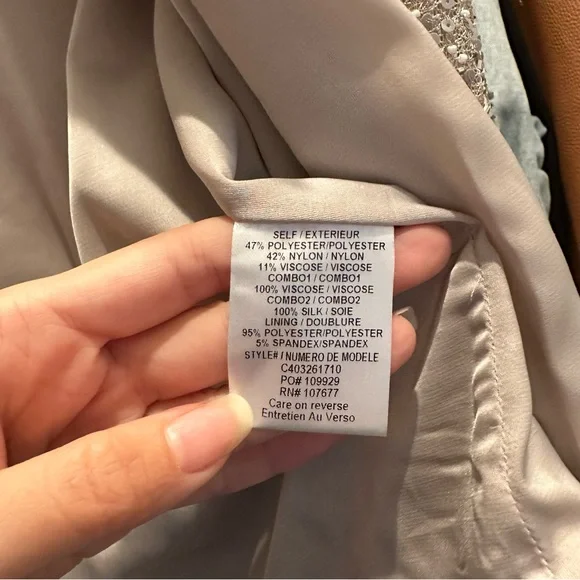 SELF / EXTERIEUR
47% POLYESTER/POLYESTER
42% NYLON / NYLON
11% VISCOSE / VISCOSE
COMBO1 / COMBO1
100% VISCOSE / VISCOSE
COMBO2 / COMBO2
100% SILK / SOIE
LINING / DOUBLURE
95% POLYESTER/POLYESTER
5% SPANDEX/SPANDEX
STYLE# / NUMERO DE MODELE
C403261710
PO# 109929
RN# 107677
Care on reverse
Entretien Au Verso